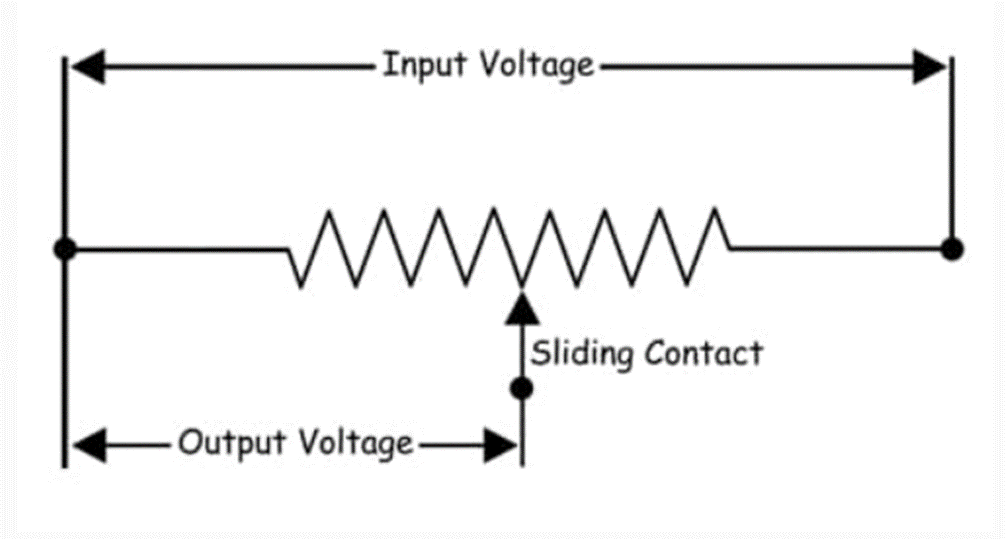 Input Voltage
Sliding Contact
Output Voltage